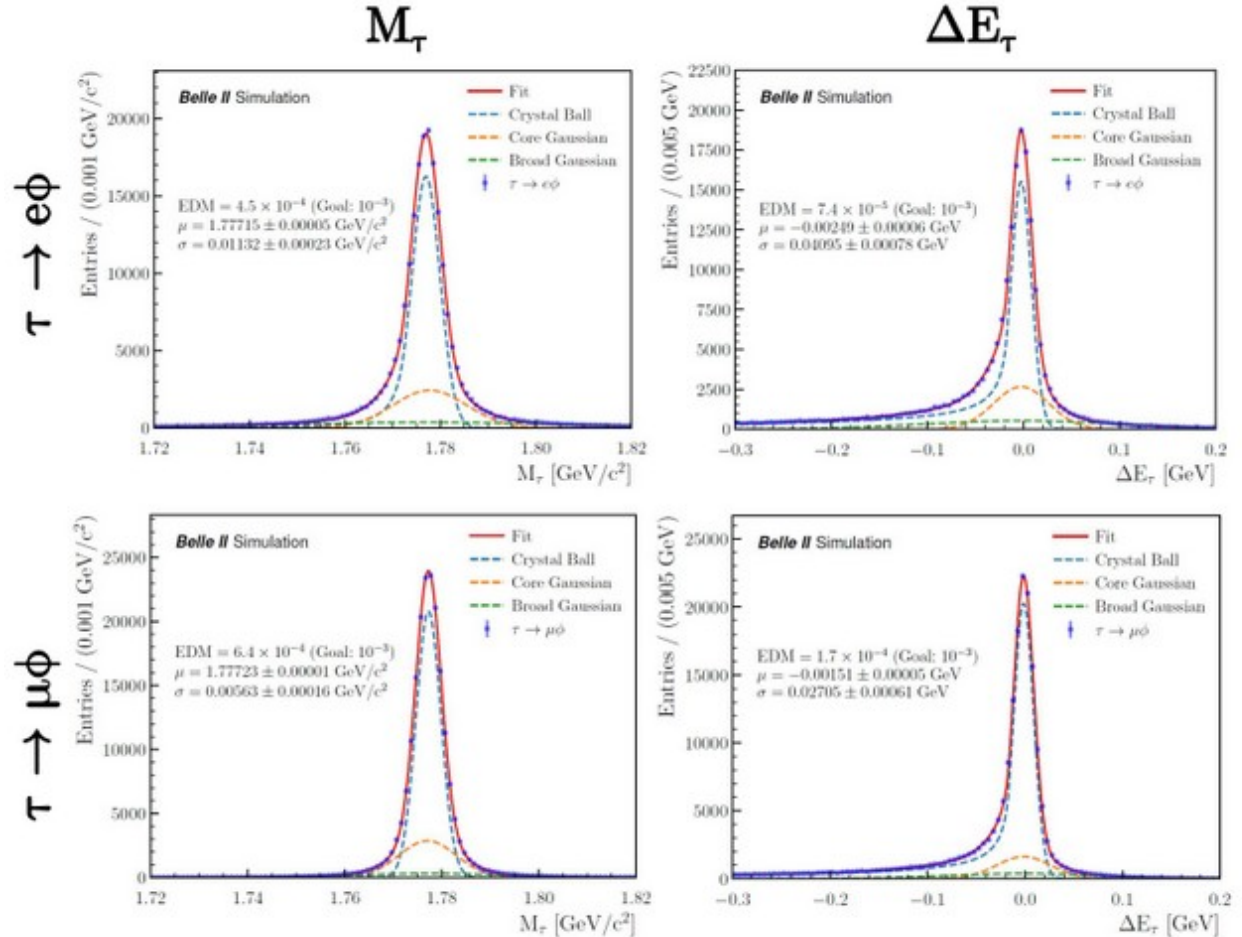 M_τ
ΔE_τ
τ → eφ
Entries / (0.001 GeV/c²)
Belle II Simulation
Fit
Crystal Ball
Core Gaussian
Broad Gaussian
τ → eφ
EDM = 4.5 × 10⁻⁴ (Goal: 10⁻³)
μ = 1.77715 ± 0.00005 GeV/c²
σ = 0.01132 ± 0.00023 GeV/c²
20000
15000
10000
5000
0
1.72 1.74 1.76 1.78 1.80 1.82
M_τ [GeV/c²]
Entries / (0.005 GeV)
Belle II Simulation
Fit
Crystal Ball
Core Gaussian
Broad Gaussian
τ → eφ
EDM = 7.4 × 10⁻⁵ (Goal: 10⁻³)
μ = −0.00249 ± 0.00006 GeV
σ = 0.04095 ± 0.00078 GeV
22500
20000
17500
15000
12500
10000
7500
5000
2500
0
−0.3 −0.2 −0.1 0.0 0.1 0.2
ΔE_τ [GeV]
τ → μφ
Entries / (0.001 GeV/c²)
Belle II Simulation
Fit
Crystal Ball
Core Gaussian
Broad Gaussian
τ → μφ
EDM = 6.4 × 10⁻⁴ (Goal: 10⁻³)
μ = 1.77723 ± 0.00001 GeV/c²
σ = 0.00563 ± 0.00016 GeV/c²
25000
20000
15000
10000
5000
0
1.72 1.74 1.76 1.78 1.80 1.82
M_τ [GeV/c²]
Entries / (0.005 GeV)
Belle II Simulation
Fit
Crystal Ball
Core Gaussian
Broad Gaussian
τ → μφ
EDM = 1.7 × 10⁻⁴ (Goal: 10⁻³)
μ = −0.00151 ± 0.00005 GeV
σ = 0.02705 ± 0.00061 GeV
25000
20000
15000
10000
5000
0
−0.3 −0.2 −0.1 0.0 0.1 0.2
ΔE_τ [GeV]